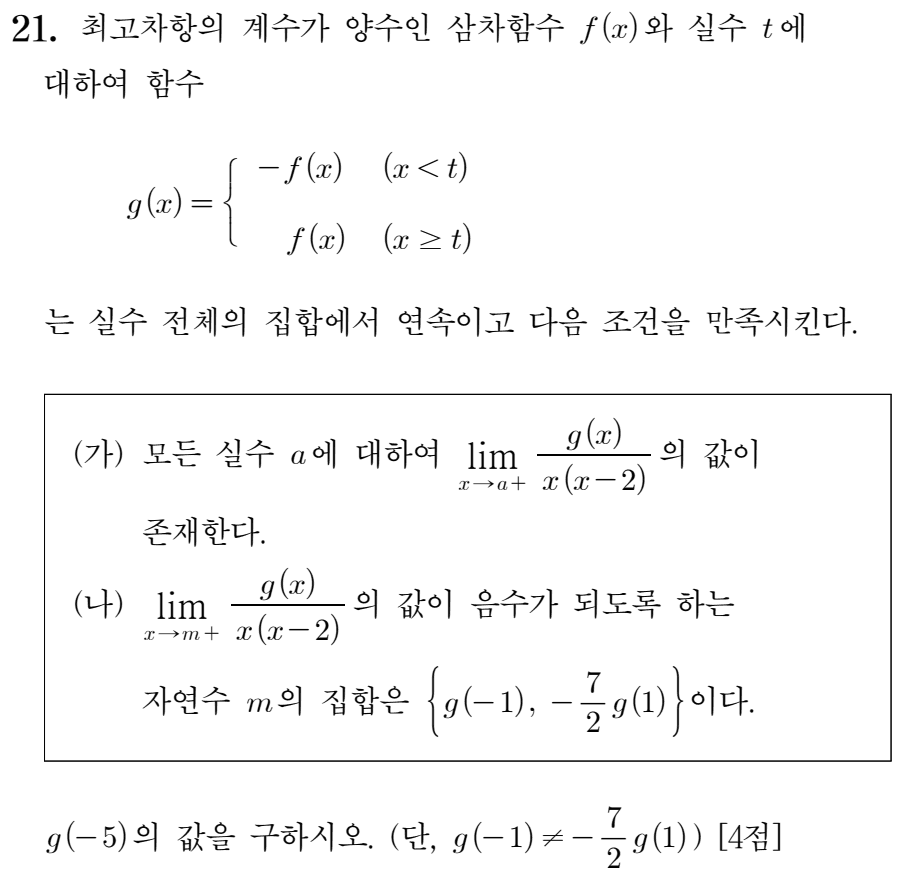 21. 최고차항의 계수가 양수인 삼차함수 f(x)와 실수 t에
대하여 함수
g(x) = { -f(x) (x < t)
f(x) (x ≥ t)
는 실수 전체의 집합에서 연속이고 다음 조건을 만족시킨다.
(가) 모든 실수 a에 대하여 lim_{x→a+} g(x)/x(x-2) 의 값이
존재한다.
(나) lim_{x→m+} g(x)/x(x-2) 의 값이 음수가 되도록 하는
자연수 m의 집합은 {g(-1), -7/2 g(1)}이다.
g(-5)의 값을 구하시오. (단, g(-1) ≠ -7/2 g(1)) [4점]